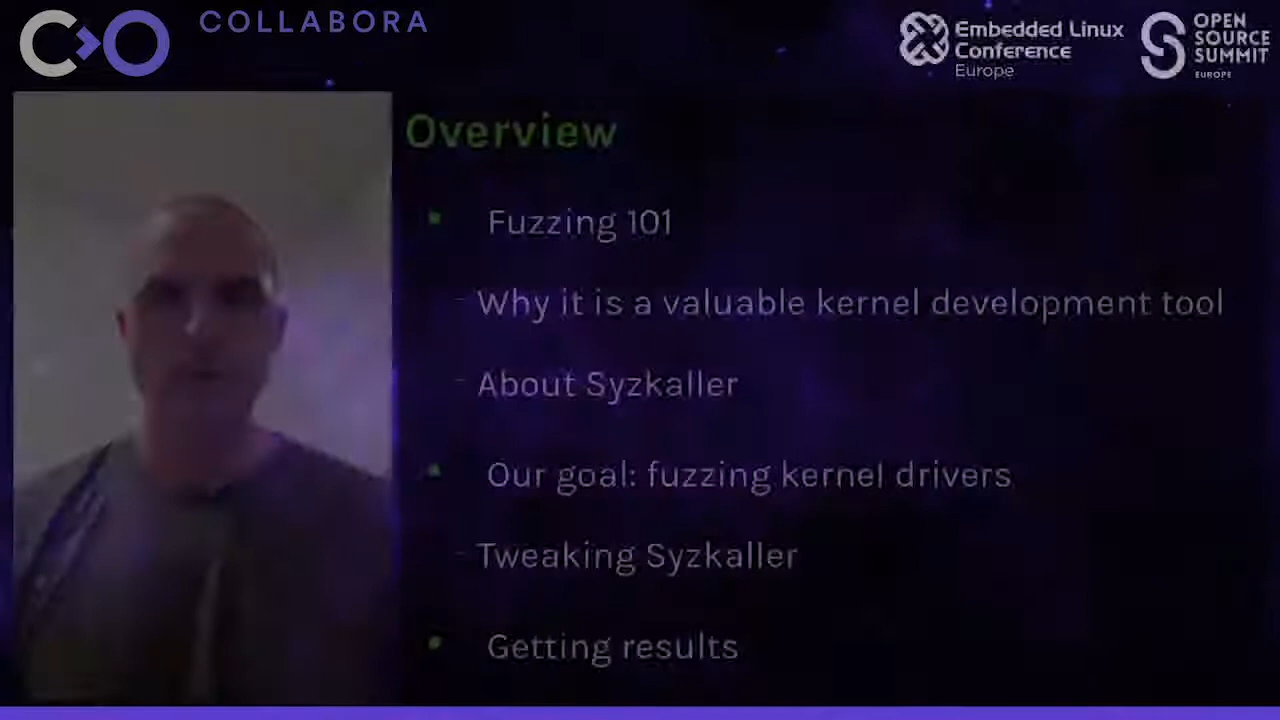 COLLABORA
Embedded Linux
Conference
Europe
OPEN
SOURCE
SUMMIT
EUROPE
Overview
Fuzzing 101
Why it is a valuable kernel development tool
About Syzkaller
Our goal: fuzzing kernel drivers
Tweaking Syzkaller
Getting results